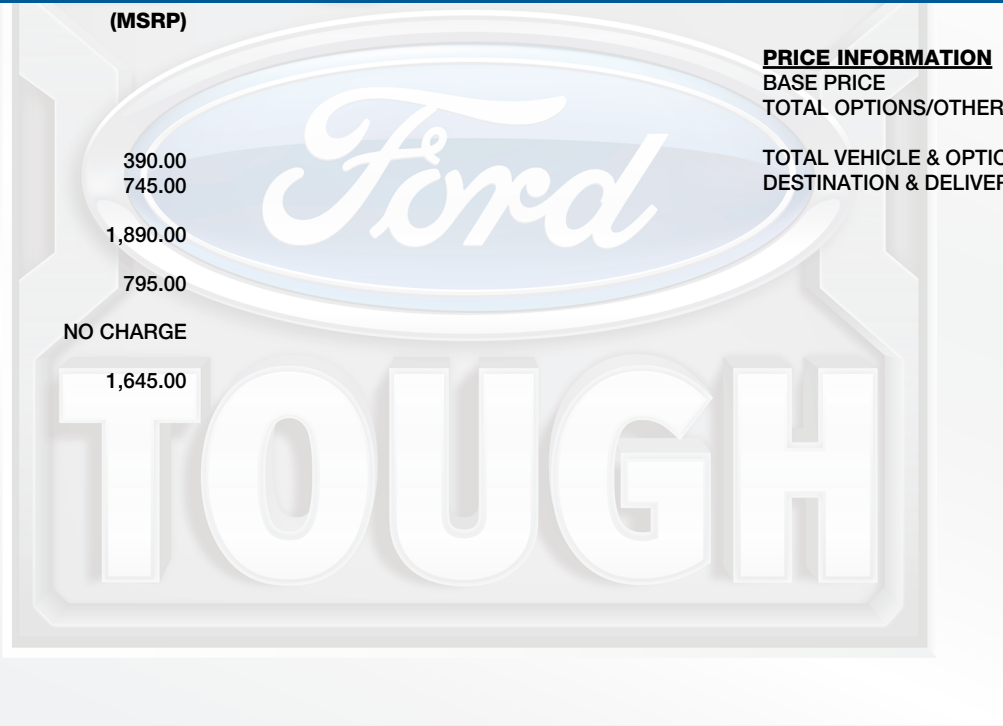 (MSRP)
390.00
745.00
1,890.00
795.00
NO CHARGE
1,645.00
PRICE INFORMATION
BASE PRICE
TOTAL OPTIONS/OTHER
TOTAL VEHICLE & OPTIO
DESTINATION & DELIVER
Ford
TOUGH